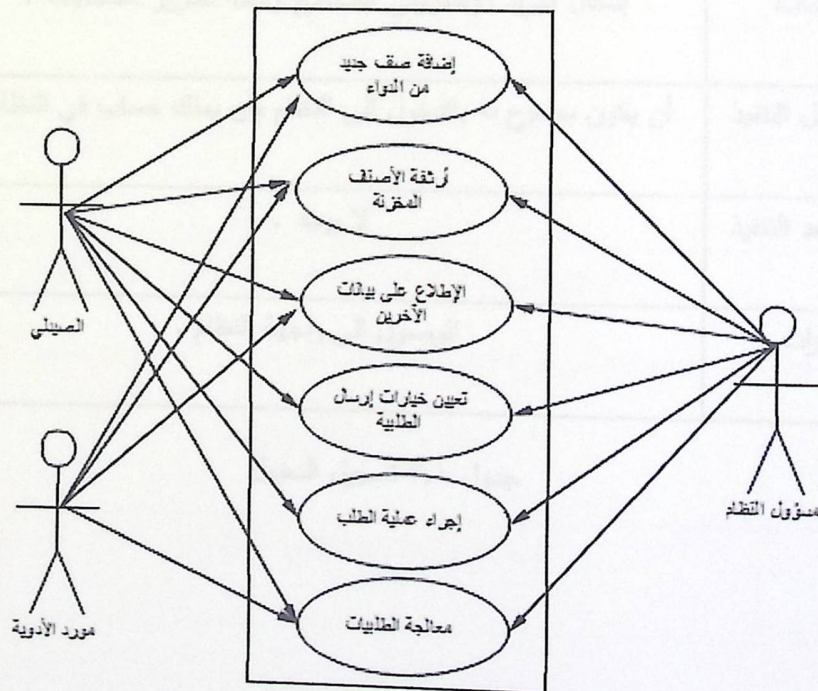 إضافة صنف جديد
من الدواء
أرشفة الأصنف
المخزنة
الإطلاع على بيانات
الآخرين
تعيين خيارات إرسال
الطلبية
إجراء عملية الطلب
معالجة الطلبيات
الصيدلي
مورد الأدوية
مسؤول النظام